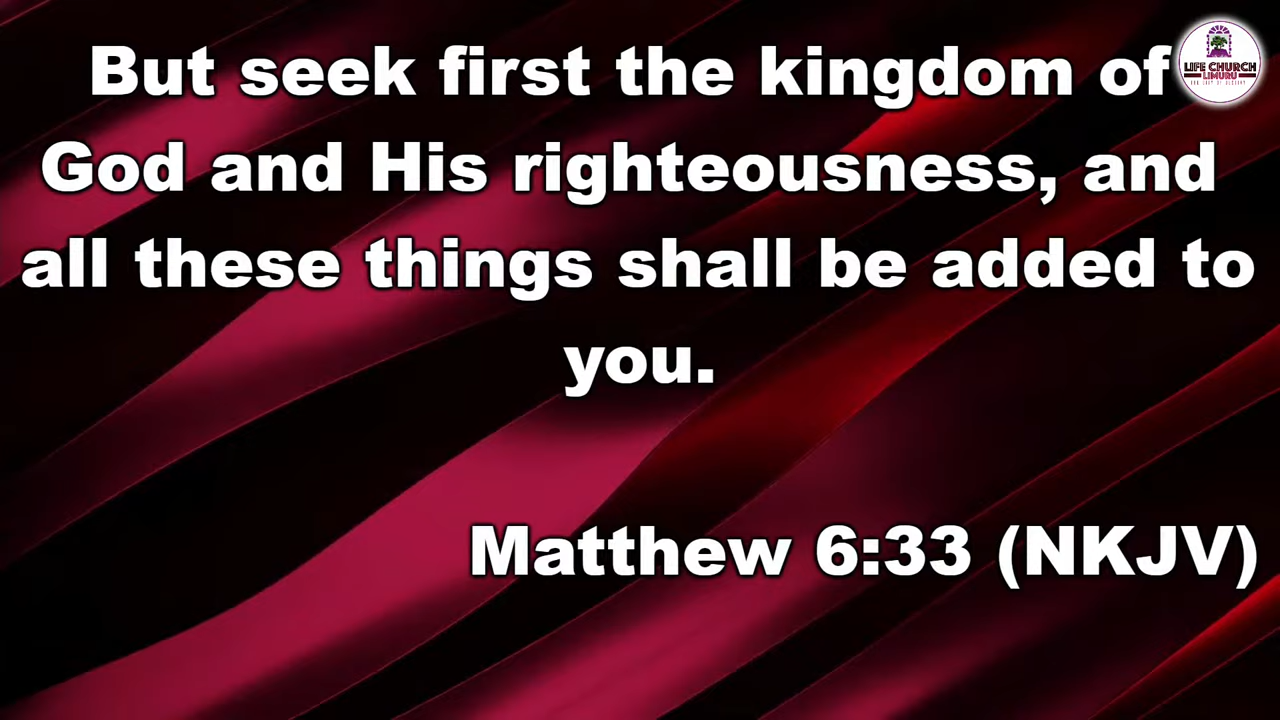 But seek first the kingdom of
God and His righteousness, and
all these things shall be added to
you.
Matthew 6:33 (NKJV)
LIFE CHURCH
LIMURU